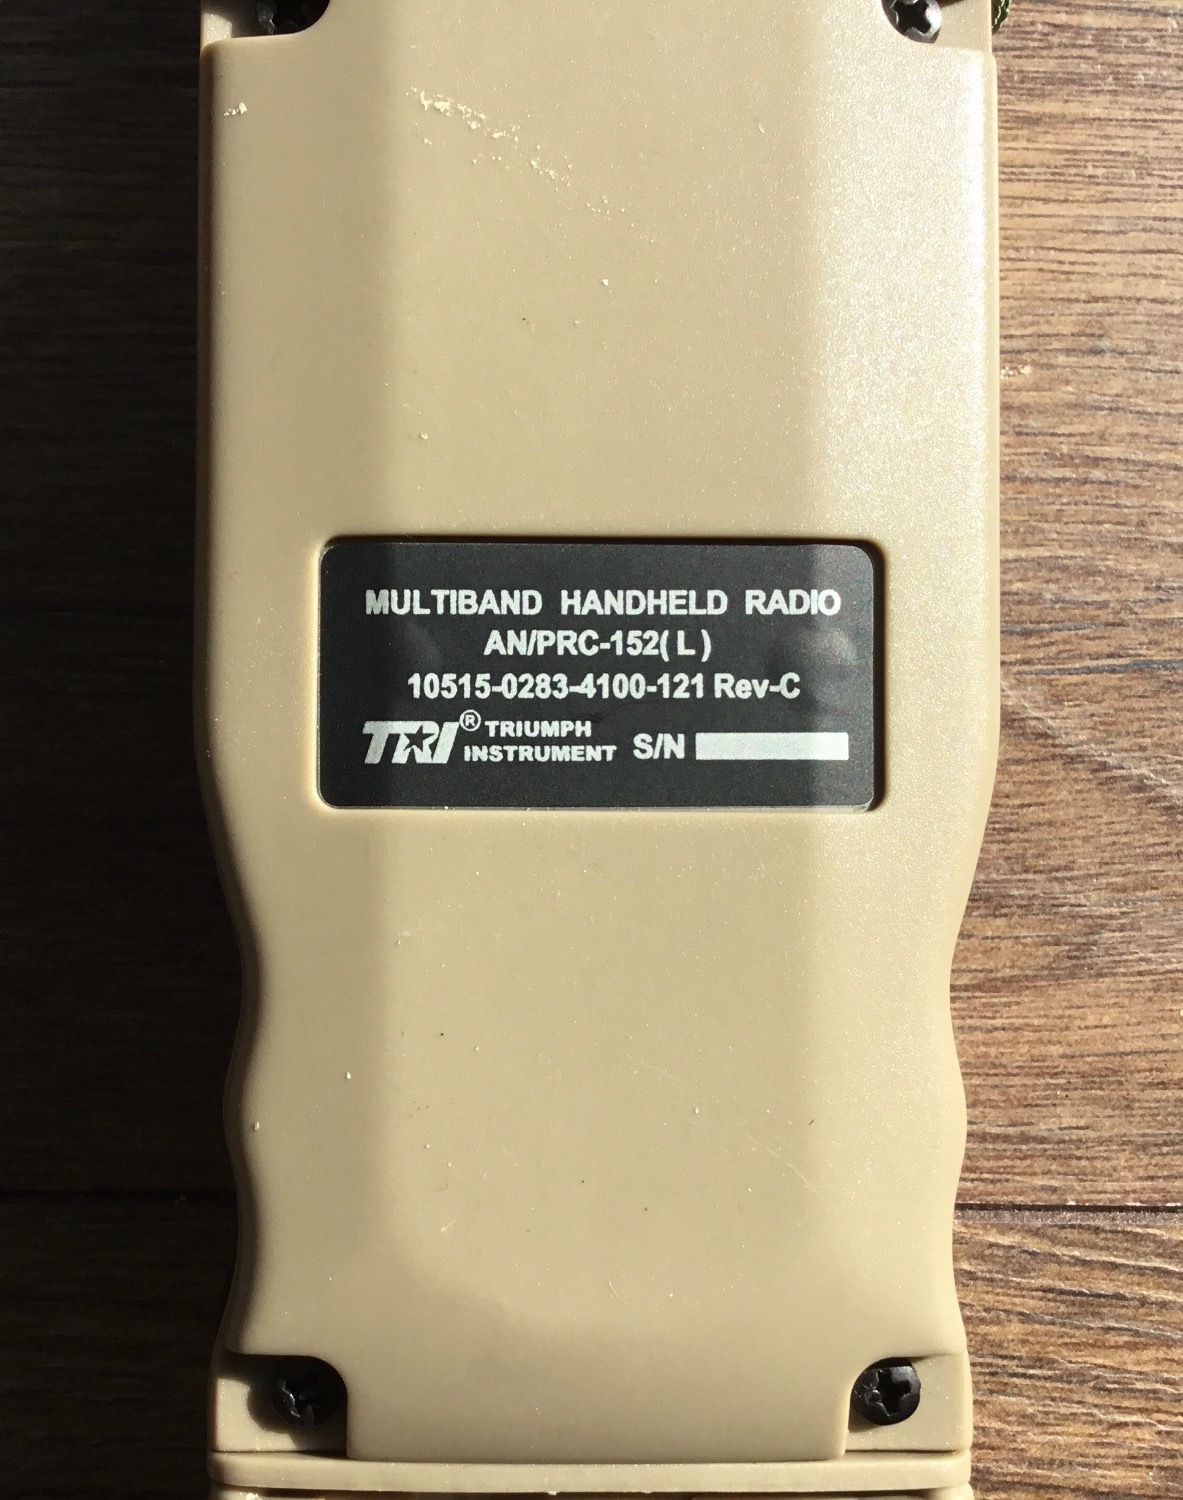 MULTIBAND HANDHELD RADIO
AN/PRC-152( L )
10515-0283-4100-121 Rev-C
TRI® TRIUMPH
INSTRUMENT S/N